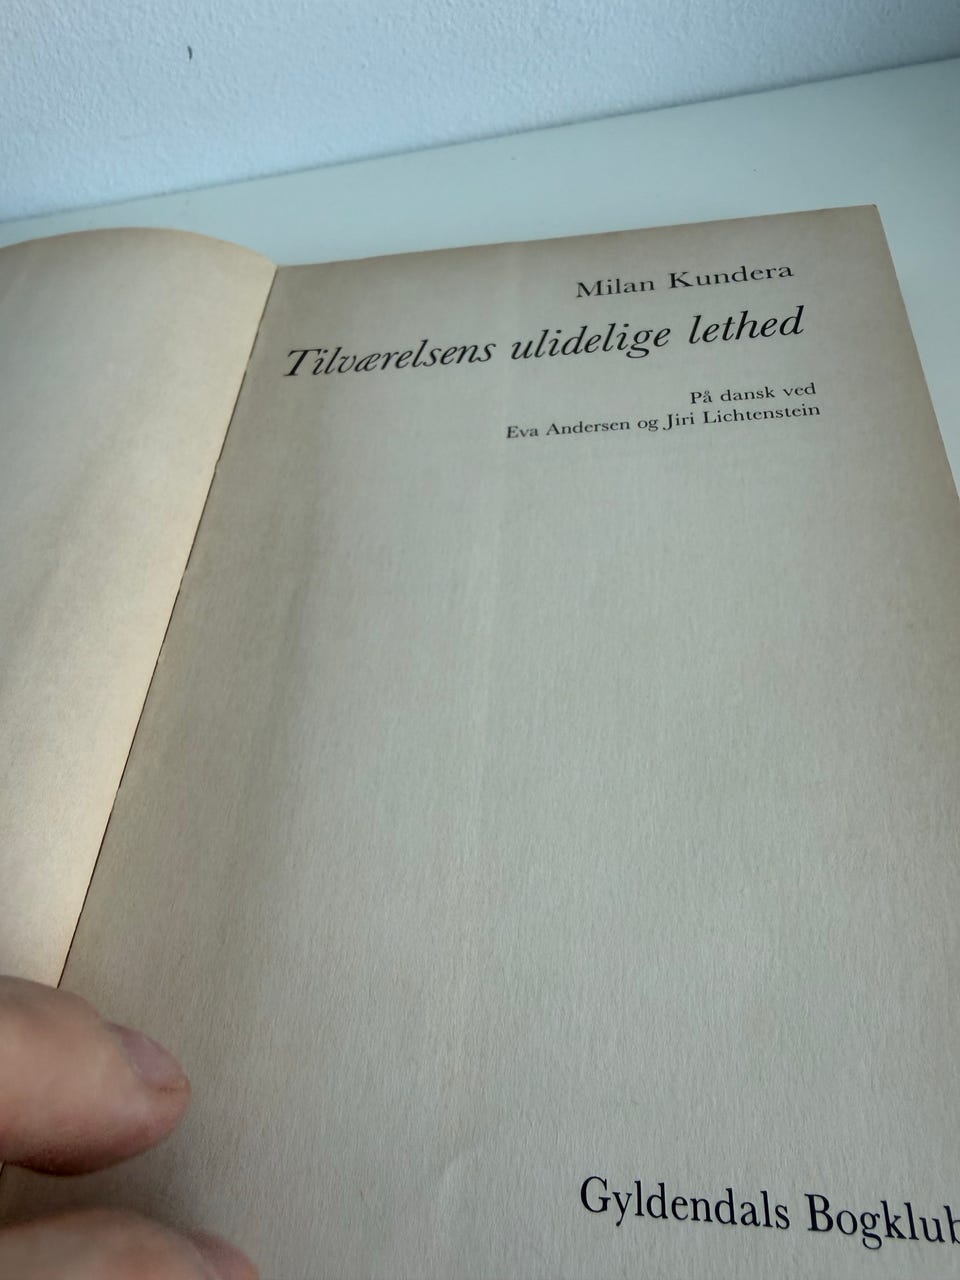 Milan Kundera
Tilværelsens ulidelige lethed
På dansk ved
Eva Andersen og Jiri Lichtenstein
Gyldendals Bogklub